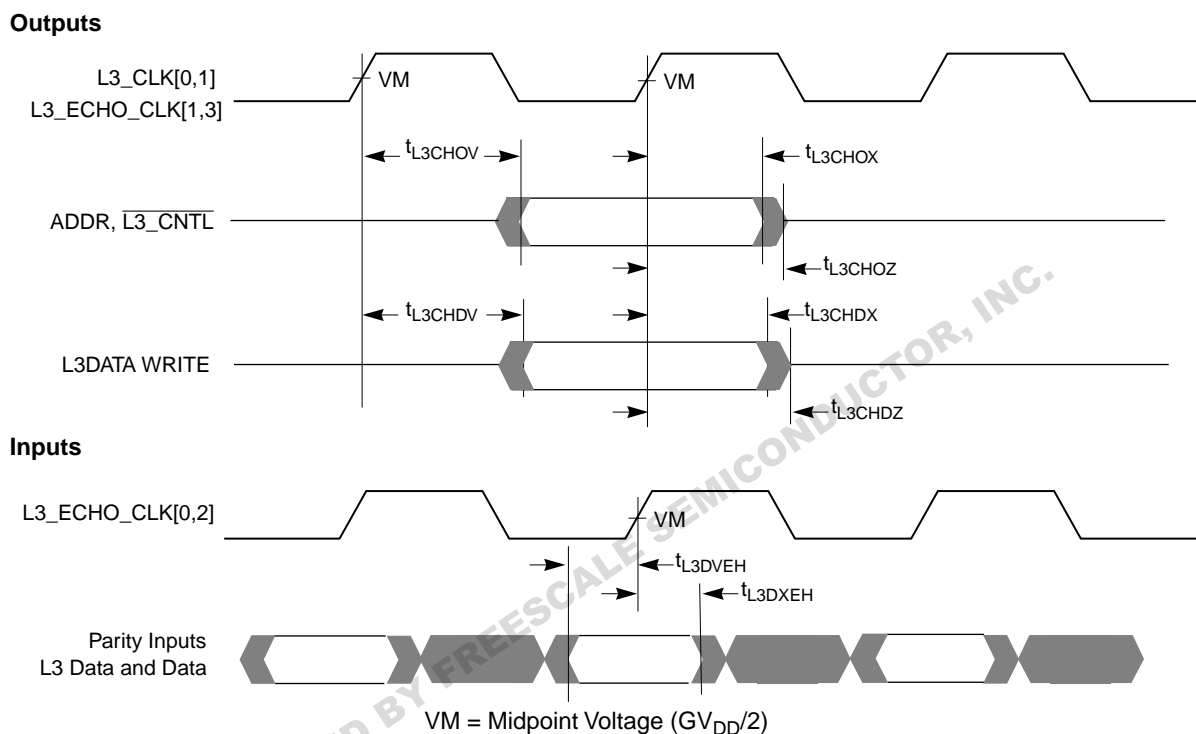 Outputs
L3_CLK[0,1]
VM
VM
L3_ECHO_CLK[1,3]
tL3CHOV
tL3CHOX
ADDR, L3_CNTL
tL3CHOZ
tL3CHDV
tL3CHDX
L3DATA WRITE
tL3CHDZ
Inputs
L3_ECHO_CLK[0,2]
VM
tL3DVEH
tL3DXEH
Parity Inputs
L3 Data and Data
VM = Midpoint Voltage (GVDD/2)
D BY FREESCALE SEMICONDUCTOR, INC.